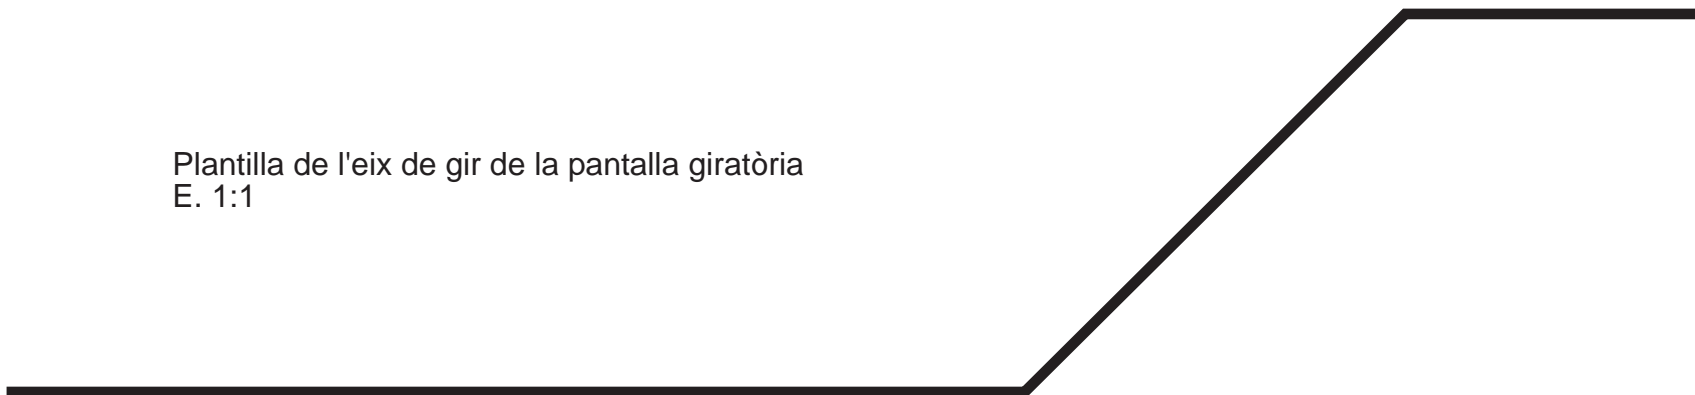 Plantilla de l'eix de gir de la pantalla giratòria
E. 1:1